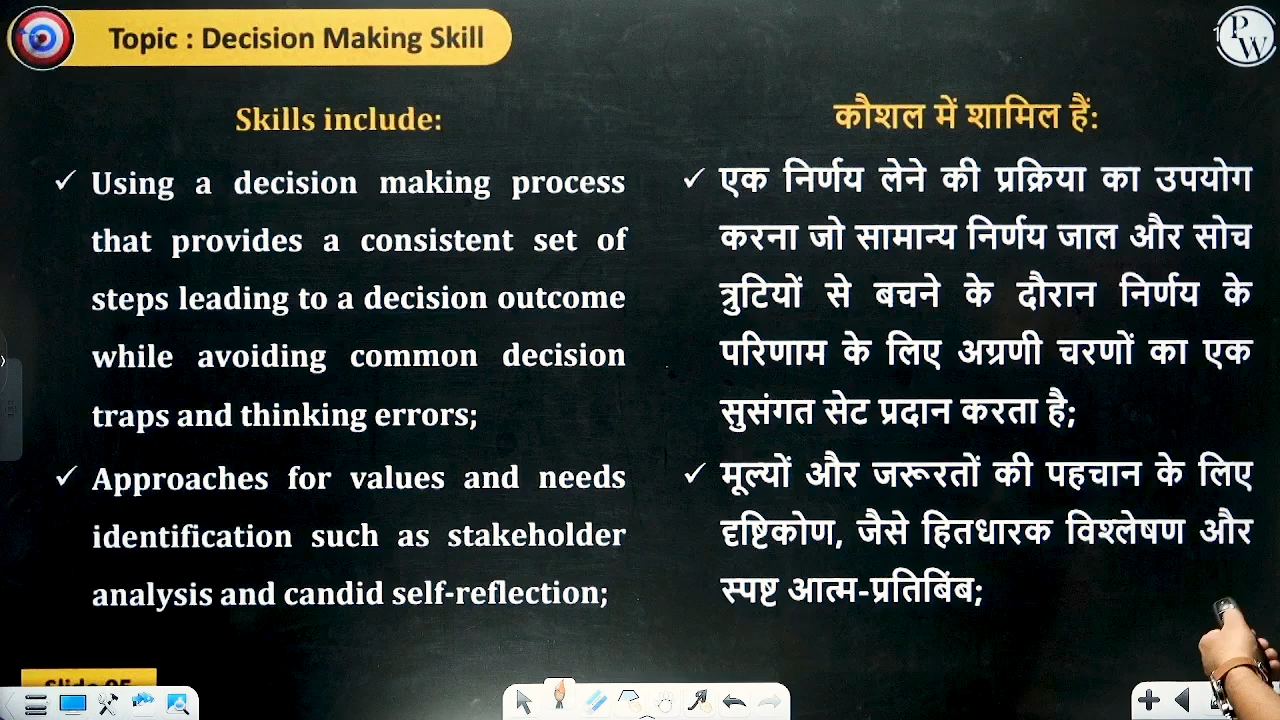 Topic : Decision Making Skill
PW
Skills include:
✓ Using a decision making process
that provides a consistent set of
steps leading to a decision outcome
while avoiding common decision
traps and thinking errors;
✓ Approaches for values and needs
identification such as stakeholder
analysis and candid self-reflection;
कौशल में शामिल हैं:
✓ एक निर्णय लेने की प्रक्रिया का उपयोग
करना जो सामान्य निर्णय जाल और सोच
त्रुटियों से बचने के दौरान निर्णय के
परिणाम के लिए अग्रणी चरणों का एक
सुसंगत सेट प्रदान करता है;
✓ मूल्यों और जरूरतों की पहचान के लिए
दृष्टिकोण, जैसे हितधारक विश्लेषण और
स्पष्ट आत्म-प्रतिबिंब;
Slide 05